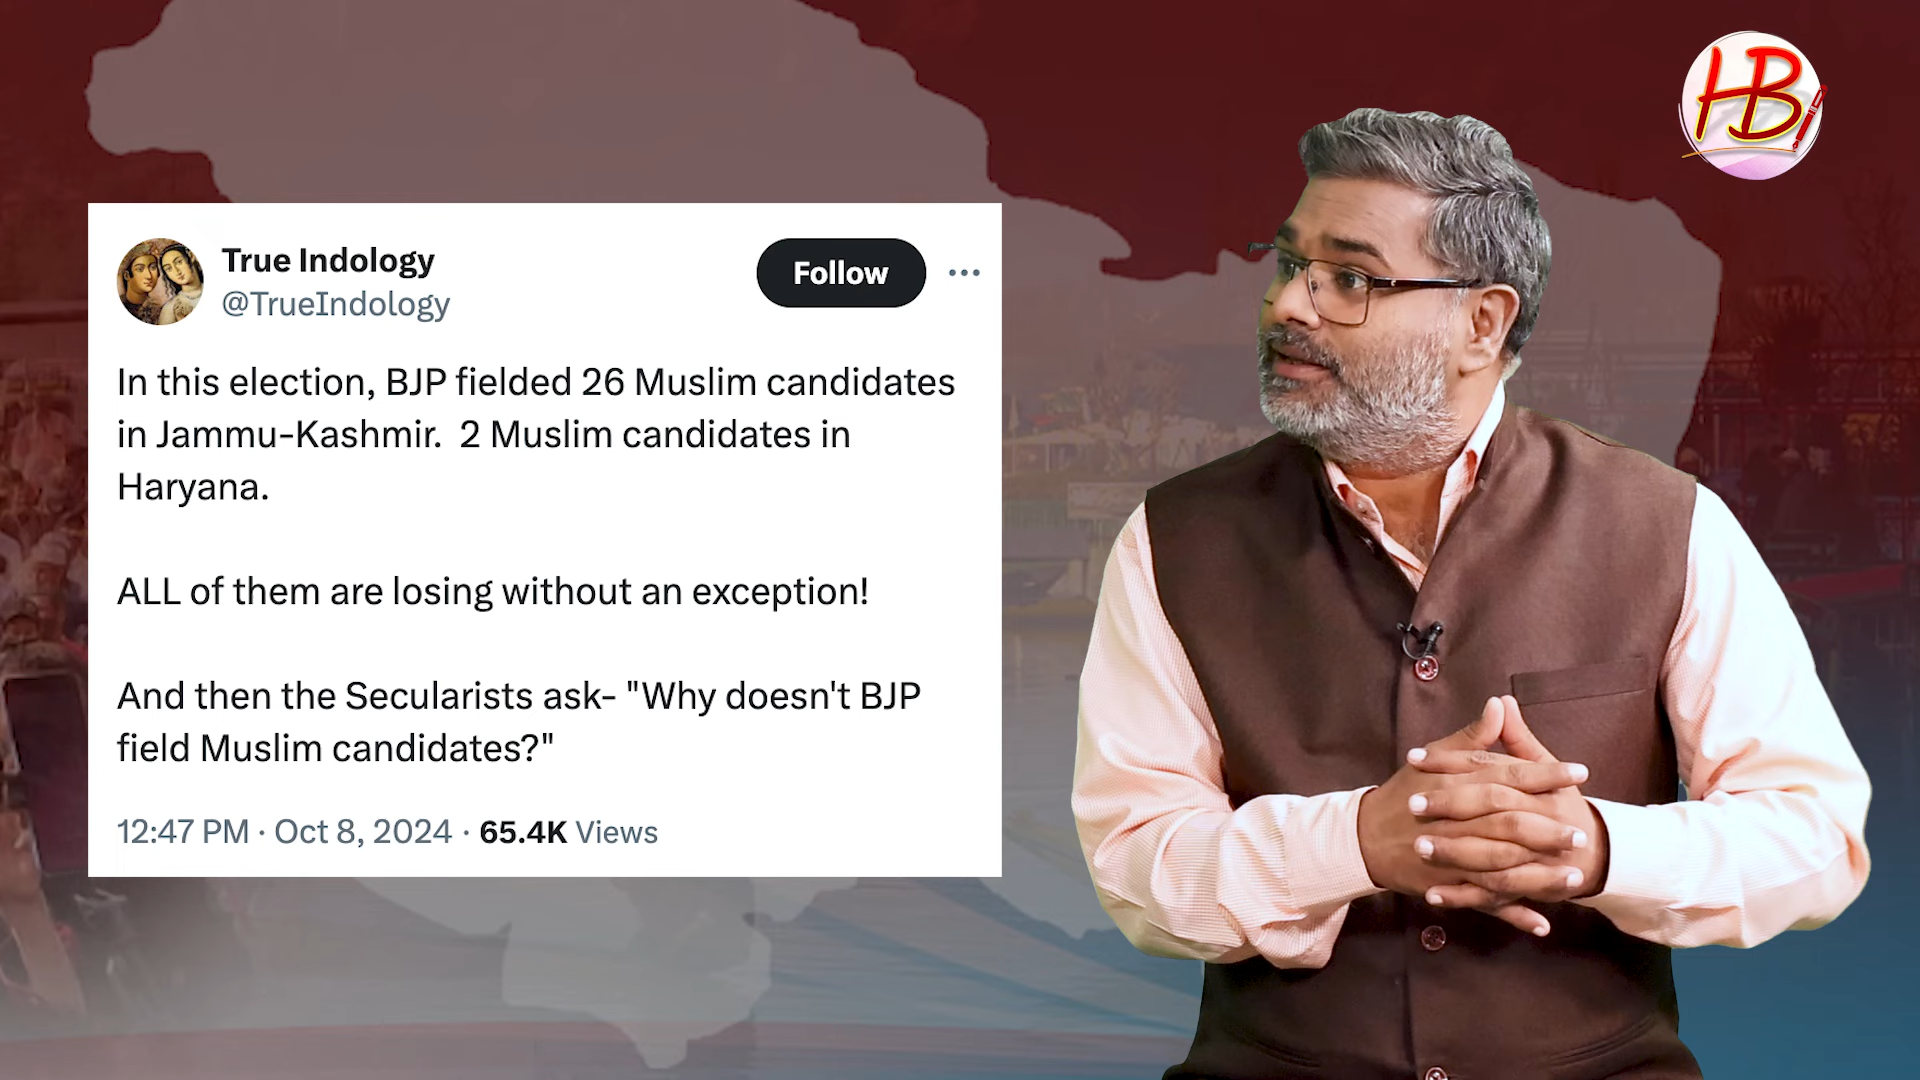 HB
True Indology
@TrueIndology
Follow
In this election, BJP fielded 26 Muslim candidates
in Jammu-Kashmir.  2 Muslim candidates in
Haryana.
ALL of them are losing without an exception!
And then the Secularists ask- "Why doesn't BJP
field Muslim candidates?"
12:47 PM · Oct 8, 2024 · 65.4K Views